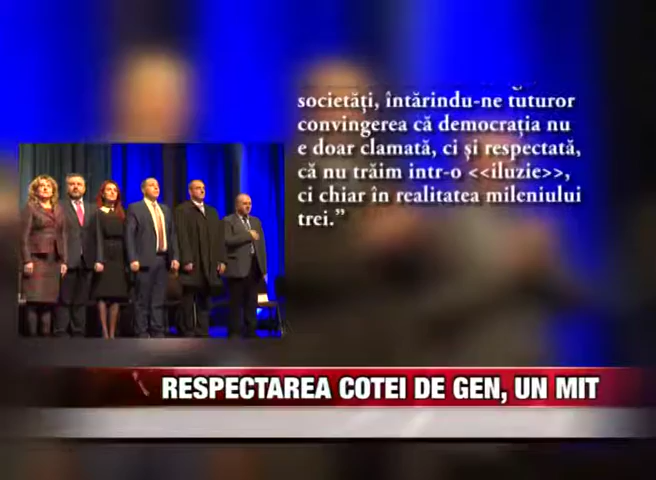 societăți, întărindu-ne tuturor
convingerea că democrația nu
e doar clamată, ci și respectată,
că nu trăim intr-o <<iluzie>>,
ci chiar în realitatea mileniului
trei.”
RESPECTAREA COTEI DE GEN, UN MIT